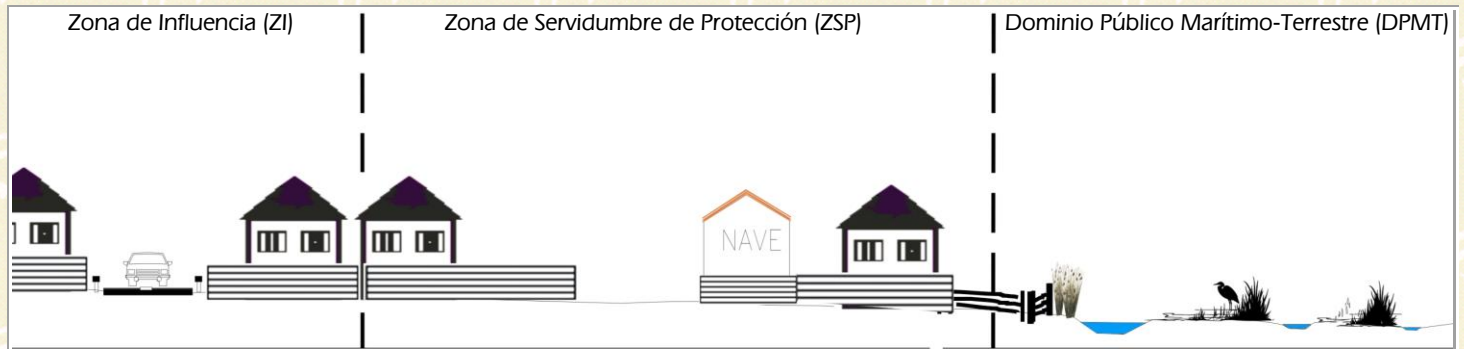 Zona de Influencia (ZI)
Zona de Servidumbre de Protección (ZSP)
Dominio Público Marítimo-Terrestre (DPMT)
NAVE